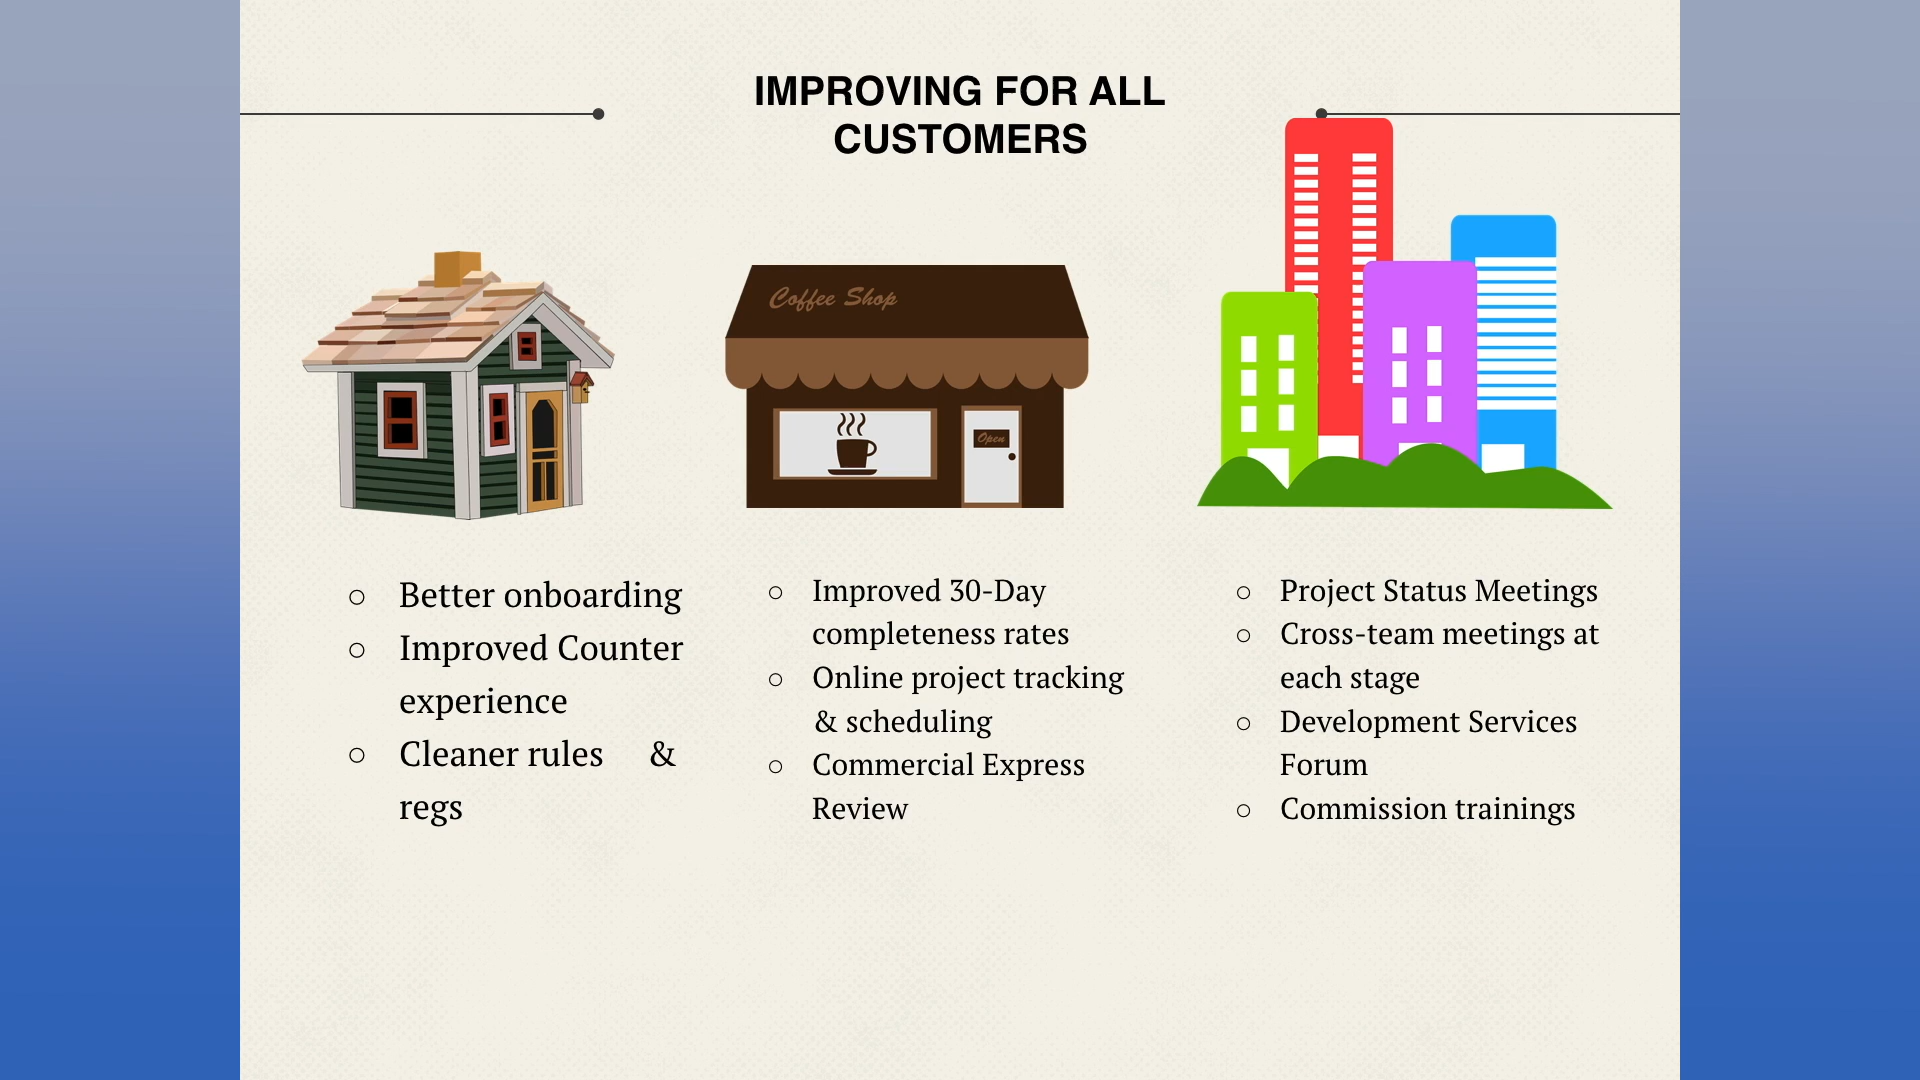 IMPROVING FOR ALL
CUSTOMERS
Coffee Shop
Open
○ Better onboarding
○ Improved Counter
experience
○ Cleaner rules &
regs
○ Improved 30-Day
completeness rates
○ Online project tracking
& scheduling
○ Commercial Express
Review
○ Project Status Meetings
○ Cross-team meetings at
each stage
○ Development Services
Forum
○ Commission trainings